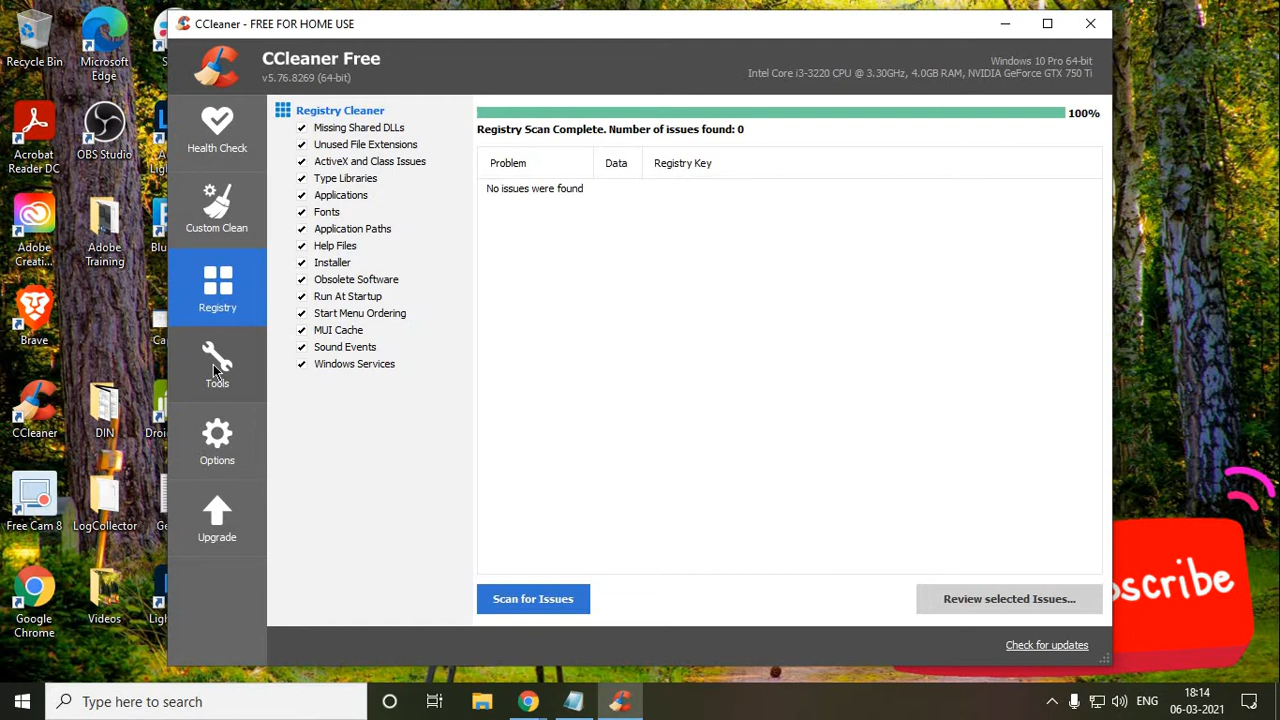 CCleaner - FREE FOR HOME USE
CCleaner Free
v5.76.8269 (64-bit)
Windows 10 Pro 64-bit
Intel Core i3-3220 CPU @ 3.30GHz, 4.0GB RAM, NVIDIA GeForce GTX 750 Ti
Recycle Bin
Microsoft Edge
Acrobat Reader DC
OBS Studio
Adobe Creati...
Adobe Training
Blu
Brave
CCleaner
DIN
Droi
Free Cam 8
LogCollector
Google Chrome
Videos
Ligh
Health Check
Custom Clean
Registry
Tools
Options
Upgrade
Registry Cleaner
Missing Shared DLLs
Unused File Extensions
ActiveX and Class Issues
Type Libraries
Applications
Fonts
Application Paths
Help Files
Installer
Obsolete Software
Run At Startup
Start Menu Ordering
MUI Cache
Sound Events
Windows Services
100%
Registry Scan Complete. Number of issues found: 0
Problem Data Registry Key
No issues were found
Scan for Issues
Review selected Issues...
Check for updates
oscribe
Type here to search
ENG
18:14
06-03-2021